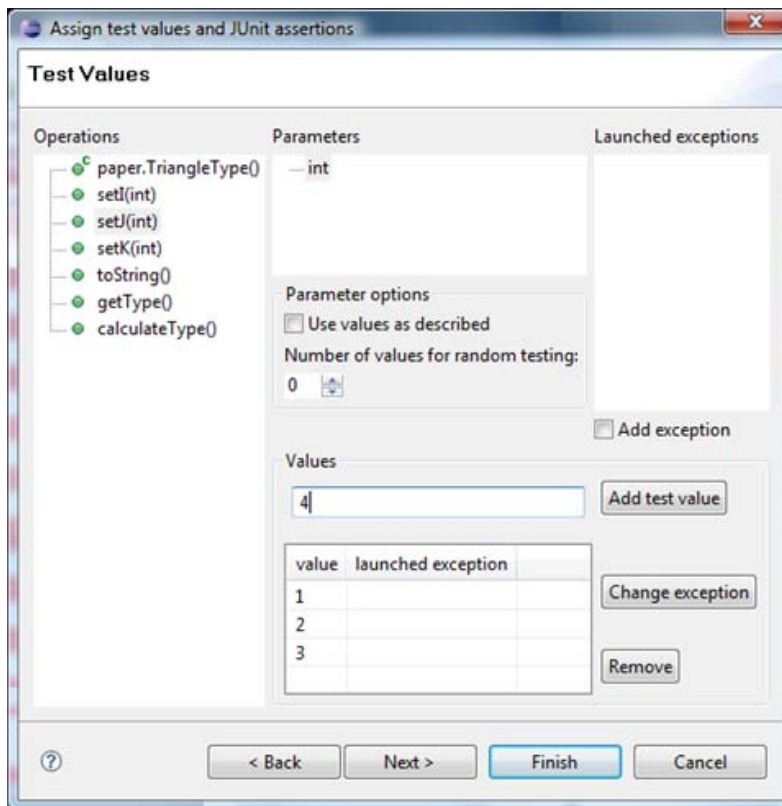 Assign test values and JUnit assertions
Test Values
Operations
paper.TriangleType()
setI(int)
setJ(int)
setK(int)
toString()
getType()
calculateType()
Parameters
int
Launched exceptions
Parameter options
Use values as described
Number of values for random testing:
0
Add exception
Values
4
Add test value
value launched exception
1
2
3
Change exception
Remove
< Back Next > Finish Cancel